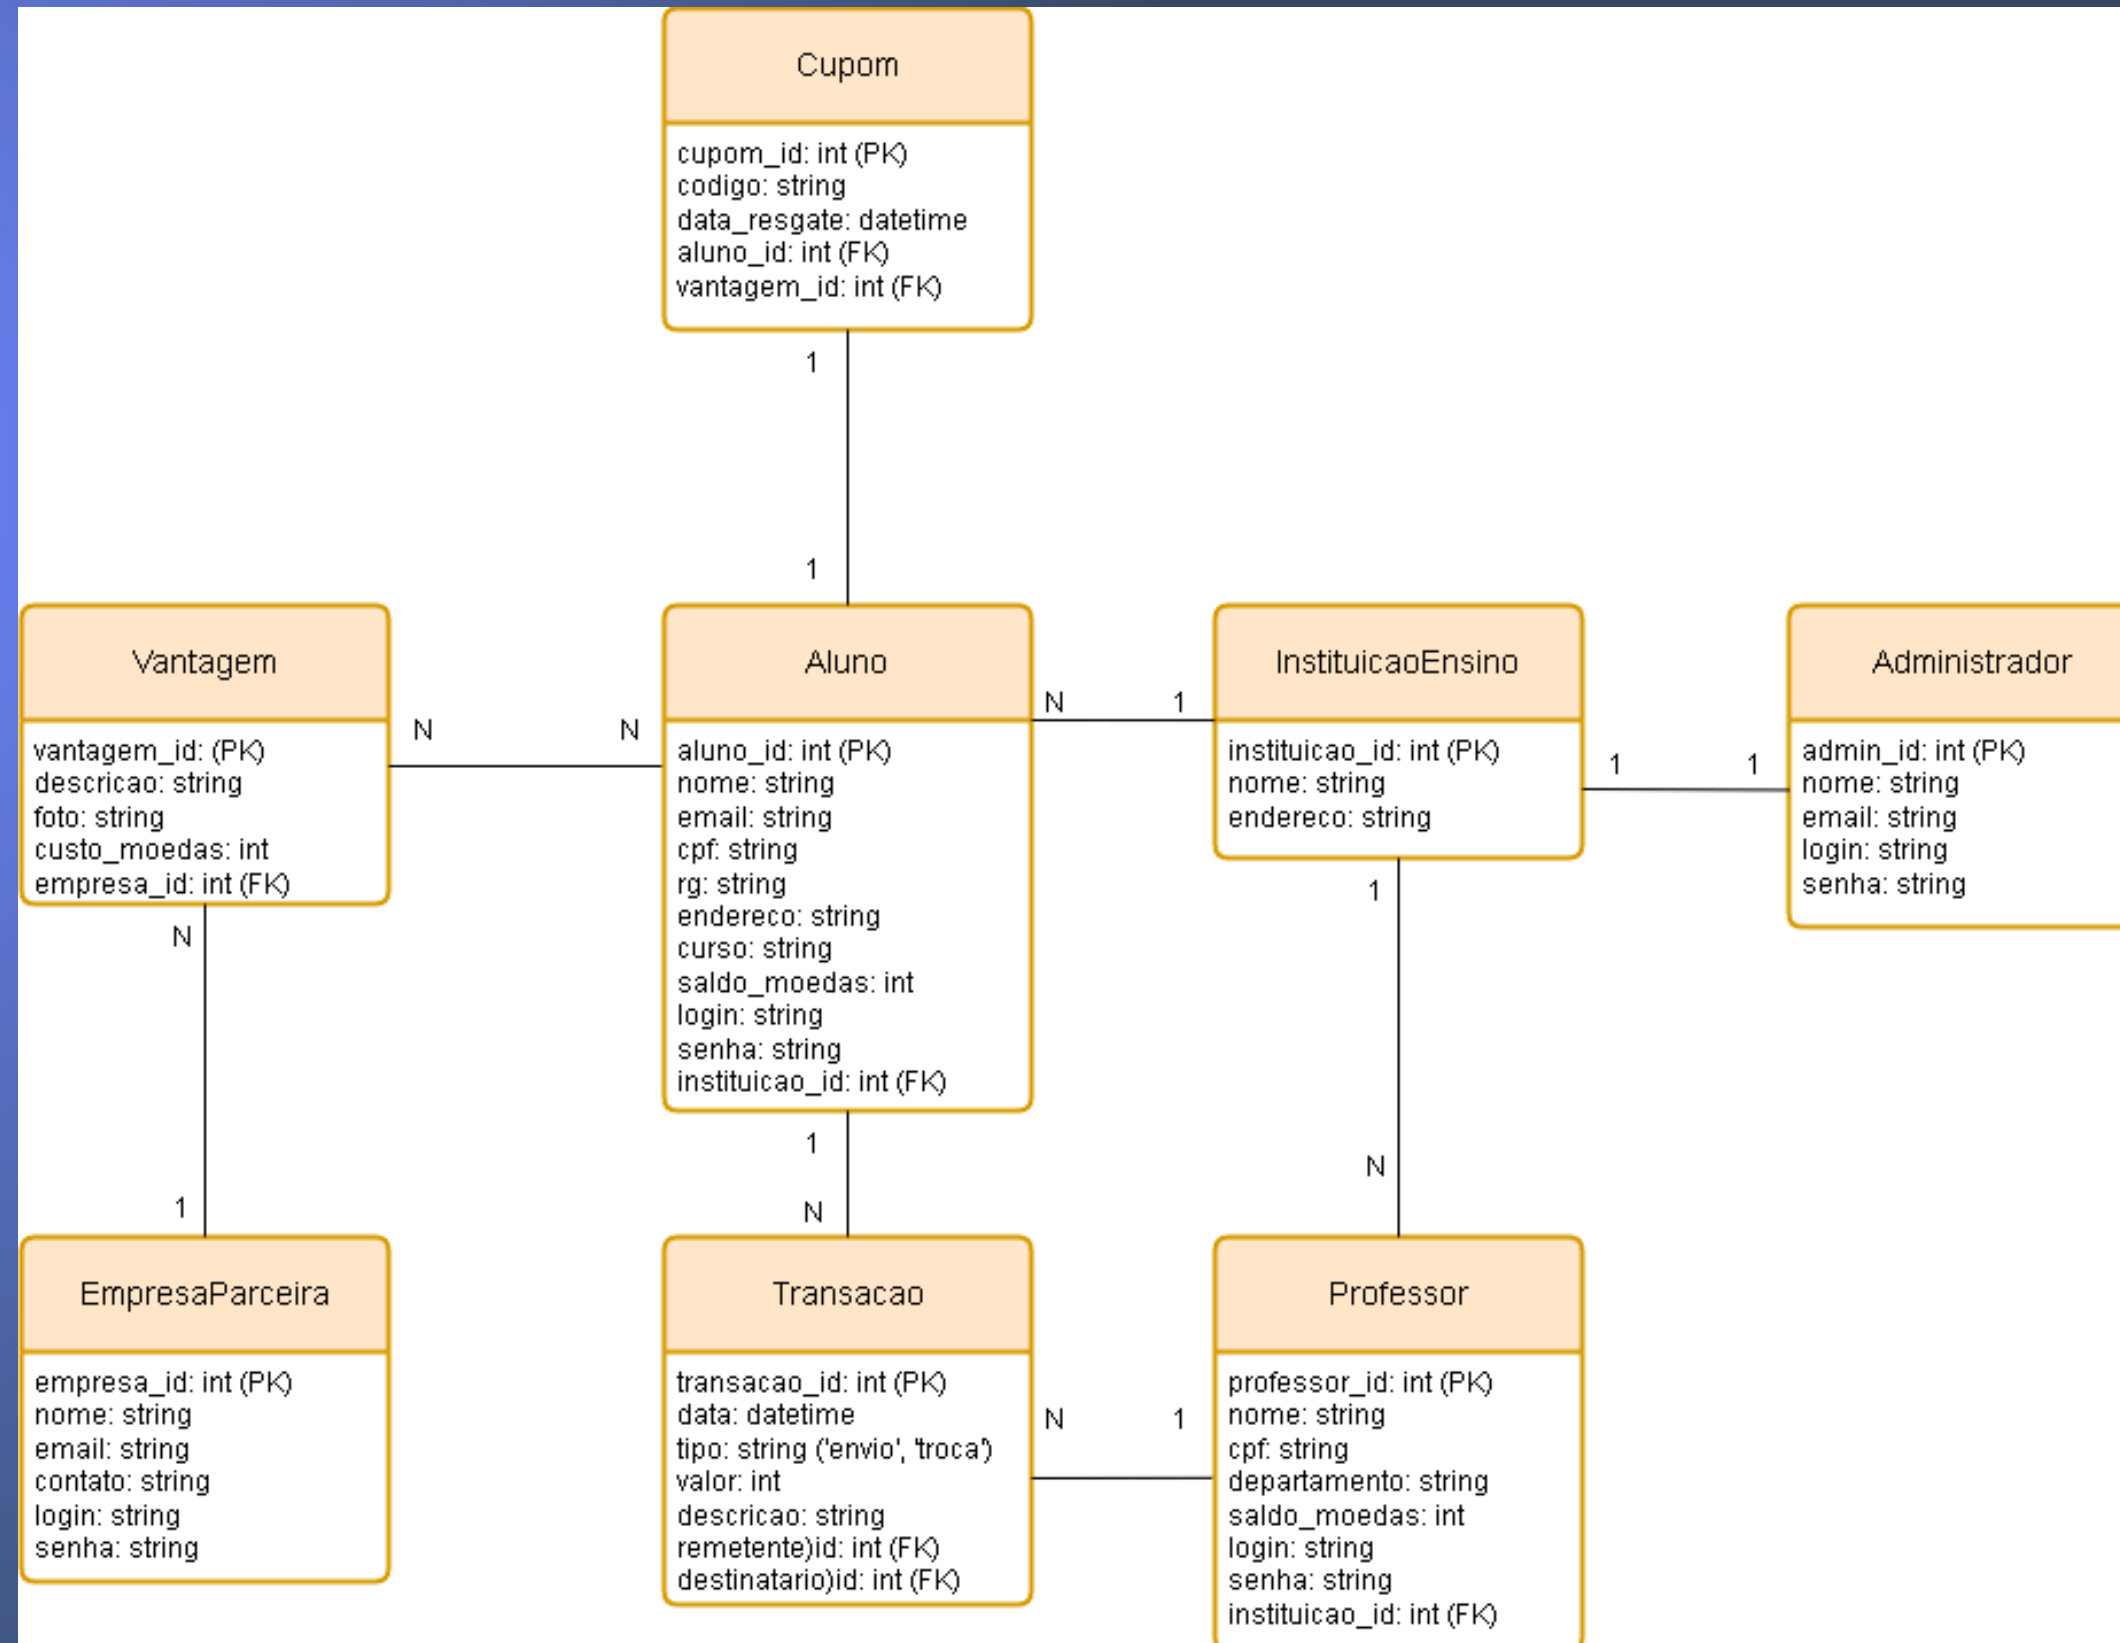 Cupom
cupom_id: int (PK)
codigo: string
data_resgate: datetime
aluno_id: int (FK)
vantagem_id: int (FK)
1
1
Vantagem
vantagem_id: (PK)
descricao: string
foto: string
custo_moedas: int
empresa_id: int (FK)
N
N
Aluno
aluno_id: int (PK)
nome: string
email: string
cpf: string
rg: string
endereco: string
curso: string
saldo_moedas: int
login: string
senha: string
instituicao_id: int (FK)
N
1
InstituicaoEnsino
instituicao_id: int (PK)
nome: string
endereco: string
1
1
Administrador
admin_id: int (PK)
nome: string
email: string
login: string
senha: string
N
1
1
N
1
N
EmpresaParceira
empresa_id: int (PK)
nome: string
email: string
contato: string
login: string
senha: string
Transacao
transacao_id: int (PK)
data: datetime
tipo: string ('envio', 'troca')
valor: int
descricao: string
remetente)id: int (FK)
destinatario)id: int (FK)
N
1
Professor
professor_id: int (PK)
nome: string
cpf: string
departamento: string
saldo_moedas: int
login: string
senha: string
instituicao_id: int (FK)